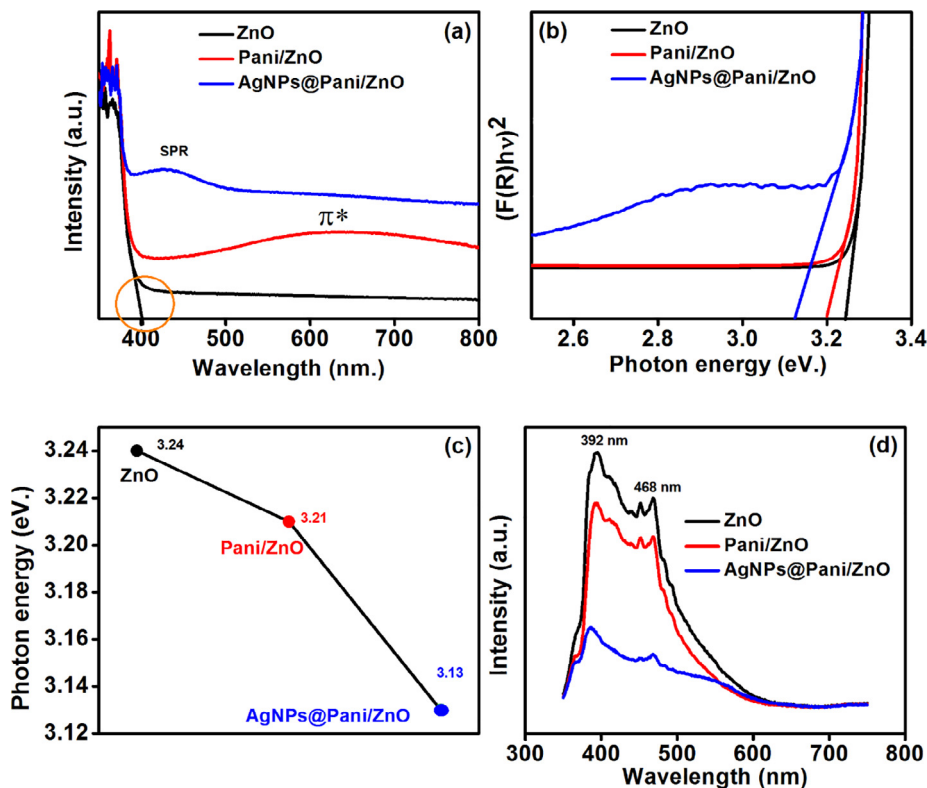 (a)
ZnO
Pani/ZnO
AgNPs@Pani/ZnO
SPR
π*
Intensity (a.u.)
400 500 600 700 800
Wavelength (nm.)
(b)
ZnO
Pani/ZnO
AgNPs@Pani/ZnO
(F(R)hν)2
2.6 2.8 3.0 3.2 3.4
Photon energy (eV.)
(c)
3.24
3.22
3.20
3.18
3.16
3.14
3.12
Photon energy (eV.)
3.24
ZnO
3.21
Pani/ZnO
3.13
AgNPs@Pani/ZnO
(d)
392 nm
468 nm
ZnO
Pani/ZnO
AgNPs@Pani/ZnO
Intensity (a.u.)
300 400 500 600 700 800
Wavelength (nm)